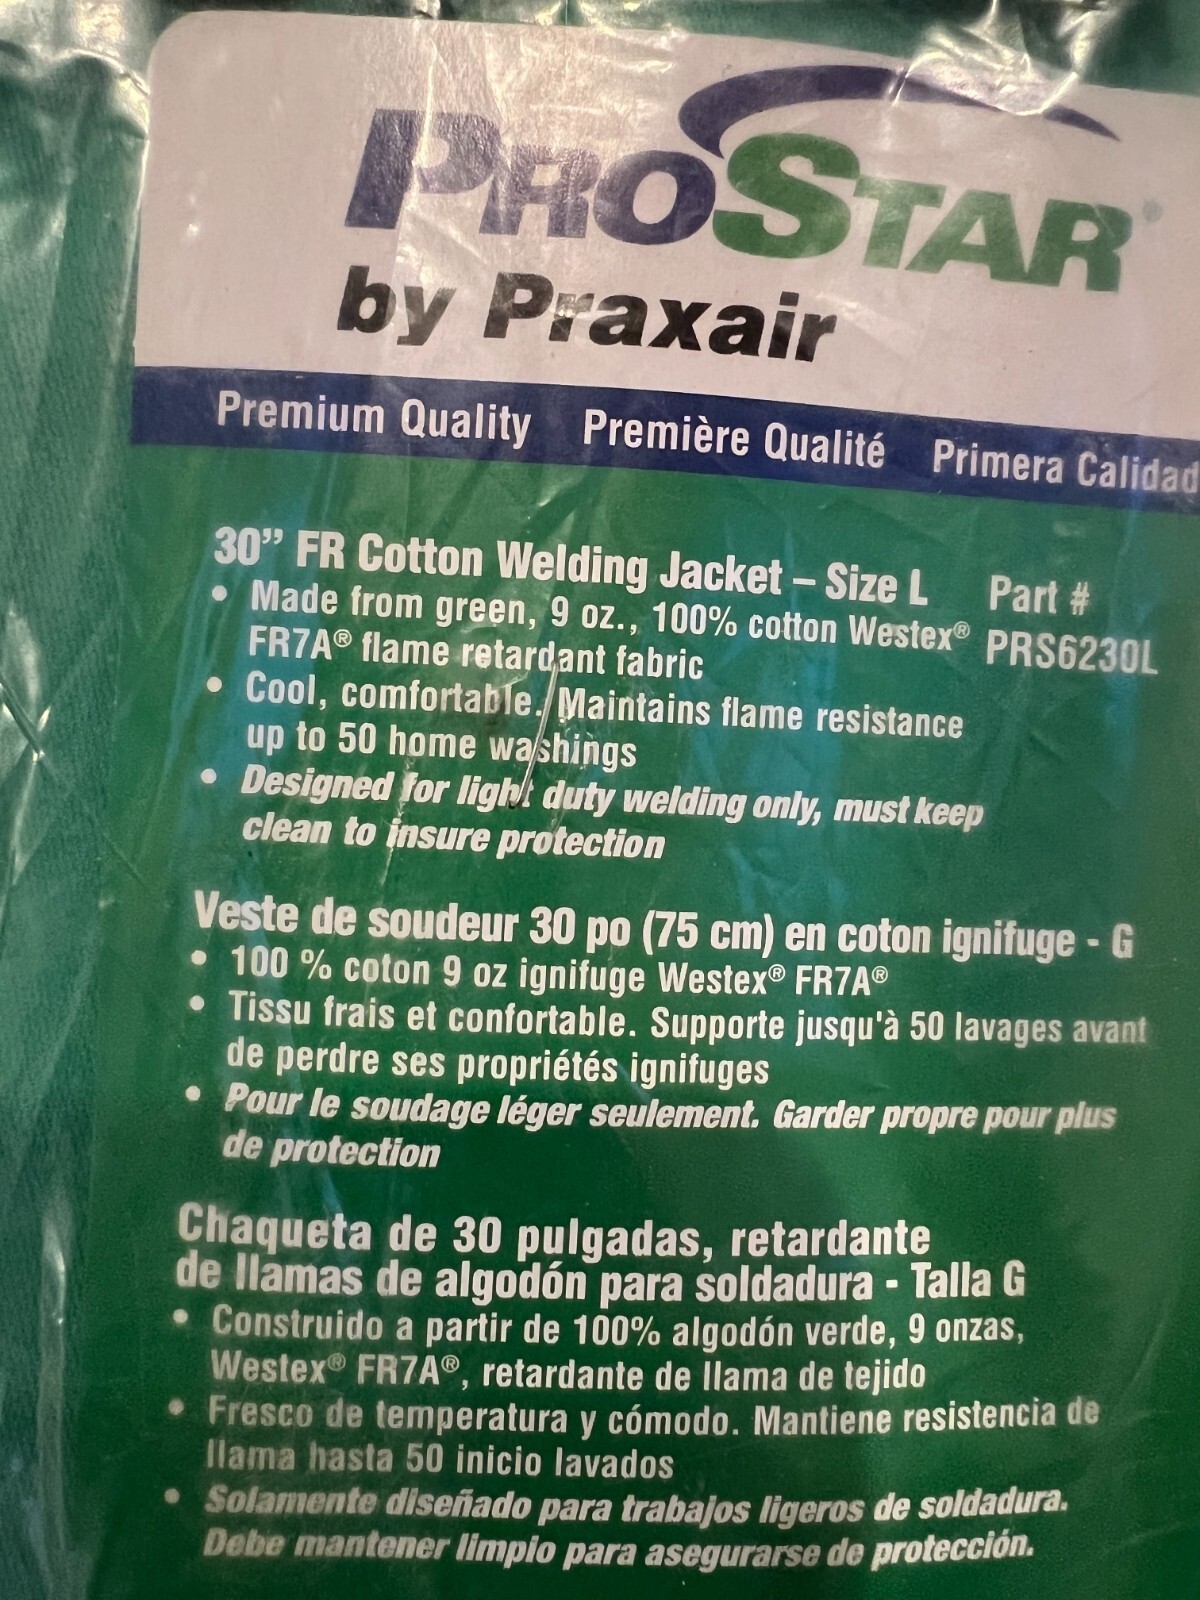 PROSTAR®
by Praxair
Premium Quality Première Qualité Primera Calidad
30” FR Cotton Welding Jacket – Size L Part #
• Made from green, 9 oz., 100% cotton Westex® PRS6230L
FR7A® flame retardant fabric
• Cool, comfortable. Maintains flame resistance
up to 50 home washings
• Designed for light duty welding only, must keep
clean to insure protection
Veste de soudeur 30 po (75 cm) en coton ignifuge - G
• 100 % coton 9 oz ignifuge Westex® FR7A®
• Tissu frais et confortable. Supporte jusqu'à 50 lavages avant
de perdre ses propriétés ignifuges
• Pour le soudage léger seulement. Garder propre pour plus
de protection
Chaqueta de 30 pulgadas, retardante
de llamas de algodón para soldadura - Talla G
• Construido a partir de 100% algodón verde, 9 onzas,
Westex® FR7A®, retardante de llama de tejido
• Fresco de temperatura y cómodo. Mantiene resistencia de
llama hasta 50 inicio lavados
• Solamente diseñado para trabajos ligeros de soldadura.
Debe mantener limpio para asegurarse de protección.